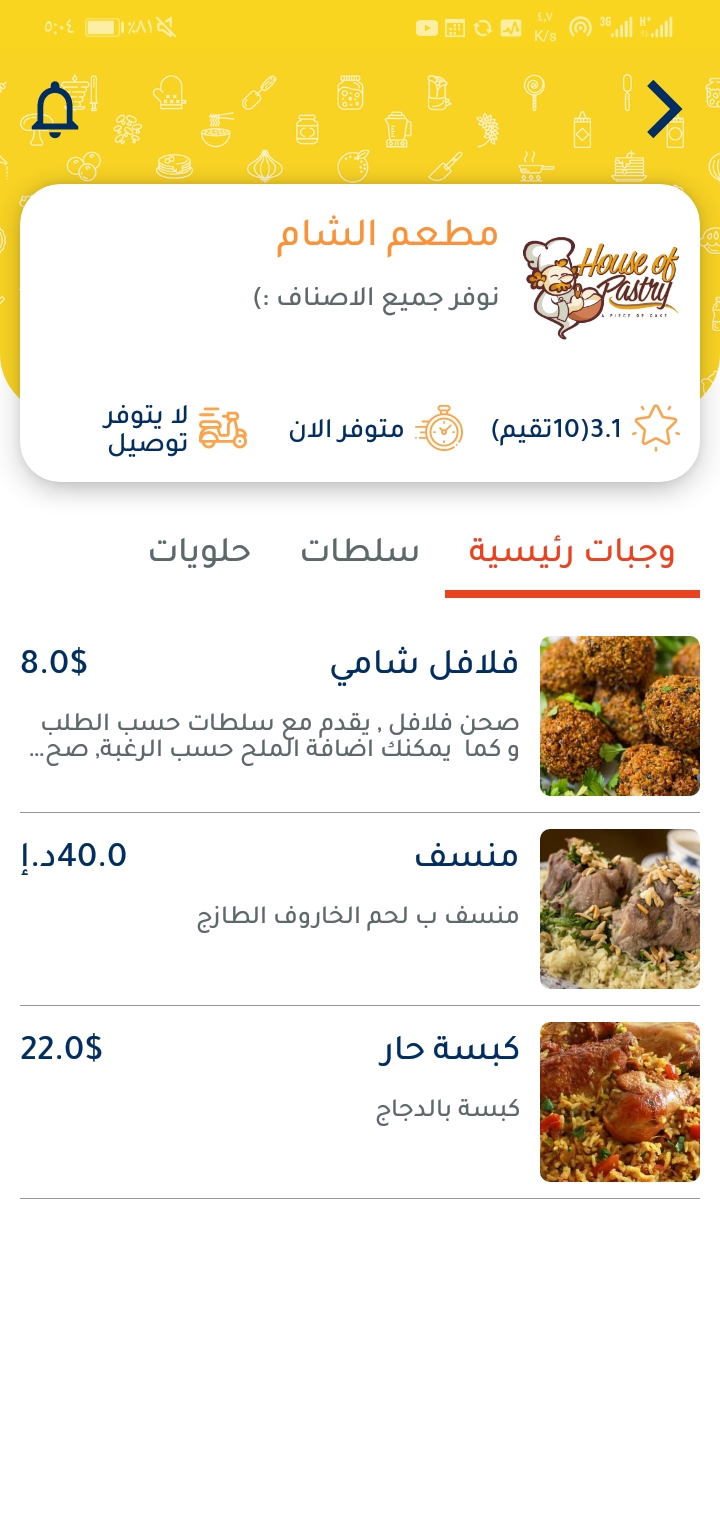 ٥:٠٤
٪٨١
٤,٧
K/s
3G
H+
مطعم الشام
نوفر جميع الاصناف :)
House of
Pastry
A PIECE OF CAKE
3.1(10تقيم)
متوفر الان
لا يتوفر
توصيل
وجبات رئيسية
سلطات
حلويات
فلافل شامي
8.0$
صحن فلافل , يقدم مع سلطات حسب الطلب
و كما يمكنك اضافة الملح حسب الرغبة, صح...
منسف
40.0د.إ
منسف ب لحم الخاروف الطازج
كبسة حار
22.0$
كبسة بالدجاج